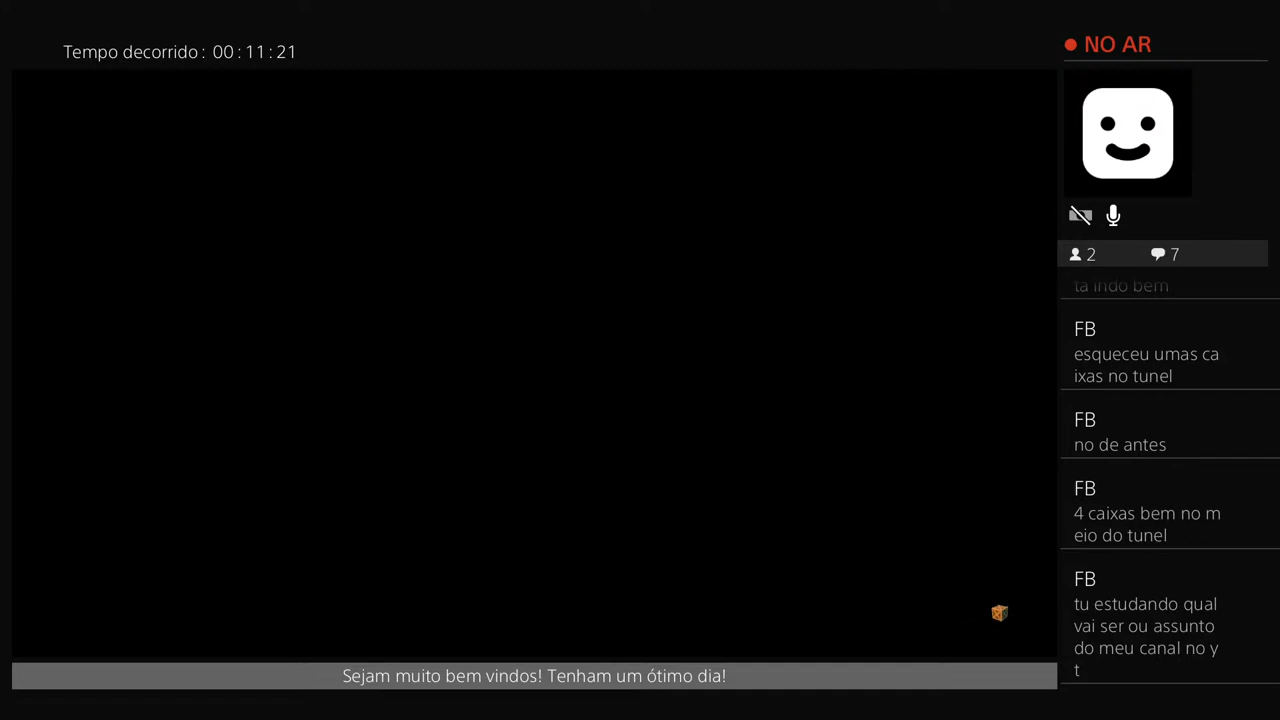 Tempo decorrido: 00:11:21
NO AR
2
7
ta indo bem
FB
esqueceu umas ca
ixas no tunel
FB
no de antes
FB
4 caixas bem no m
eio do tunel
FB
tu estudando qual
vai ser ou assunto
do meu canal no y
t
Sejam muito bem vindos! Tenham um ótimo dia!